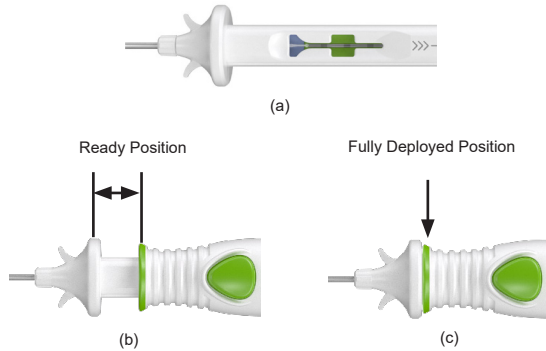 (a)
Ready Position
Fully Deployed Position
(b)
(c)